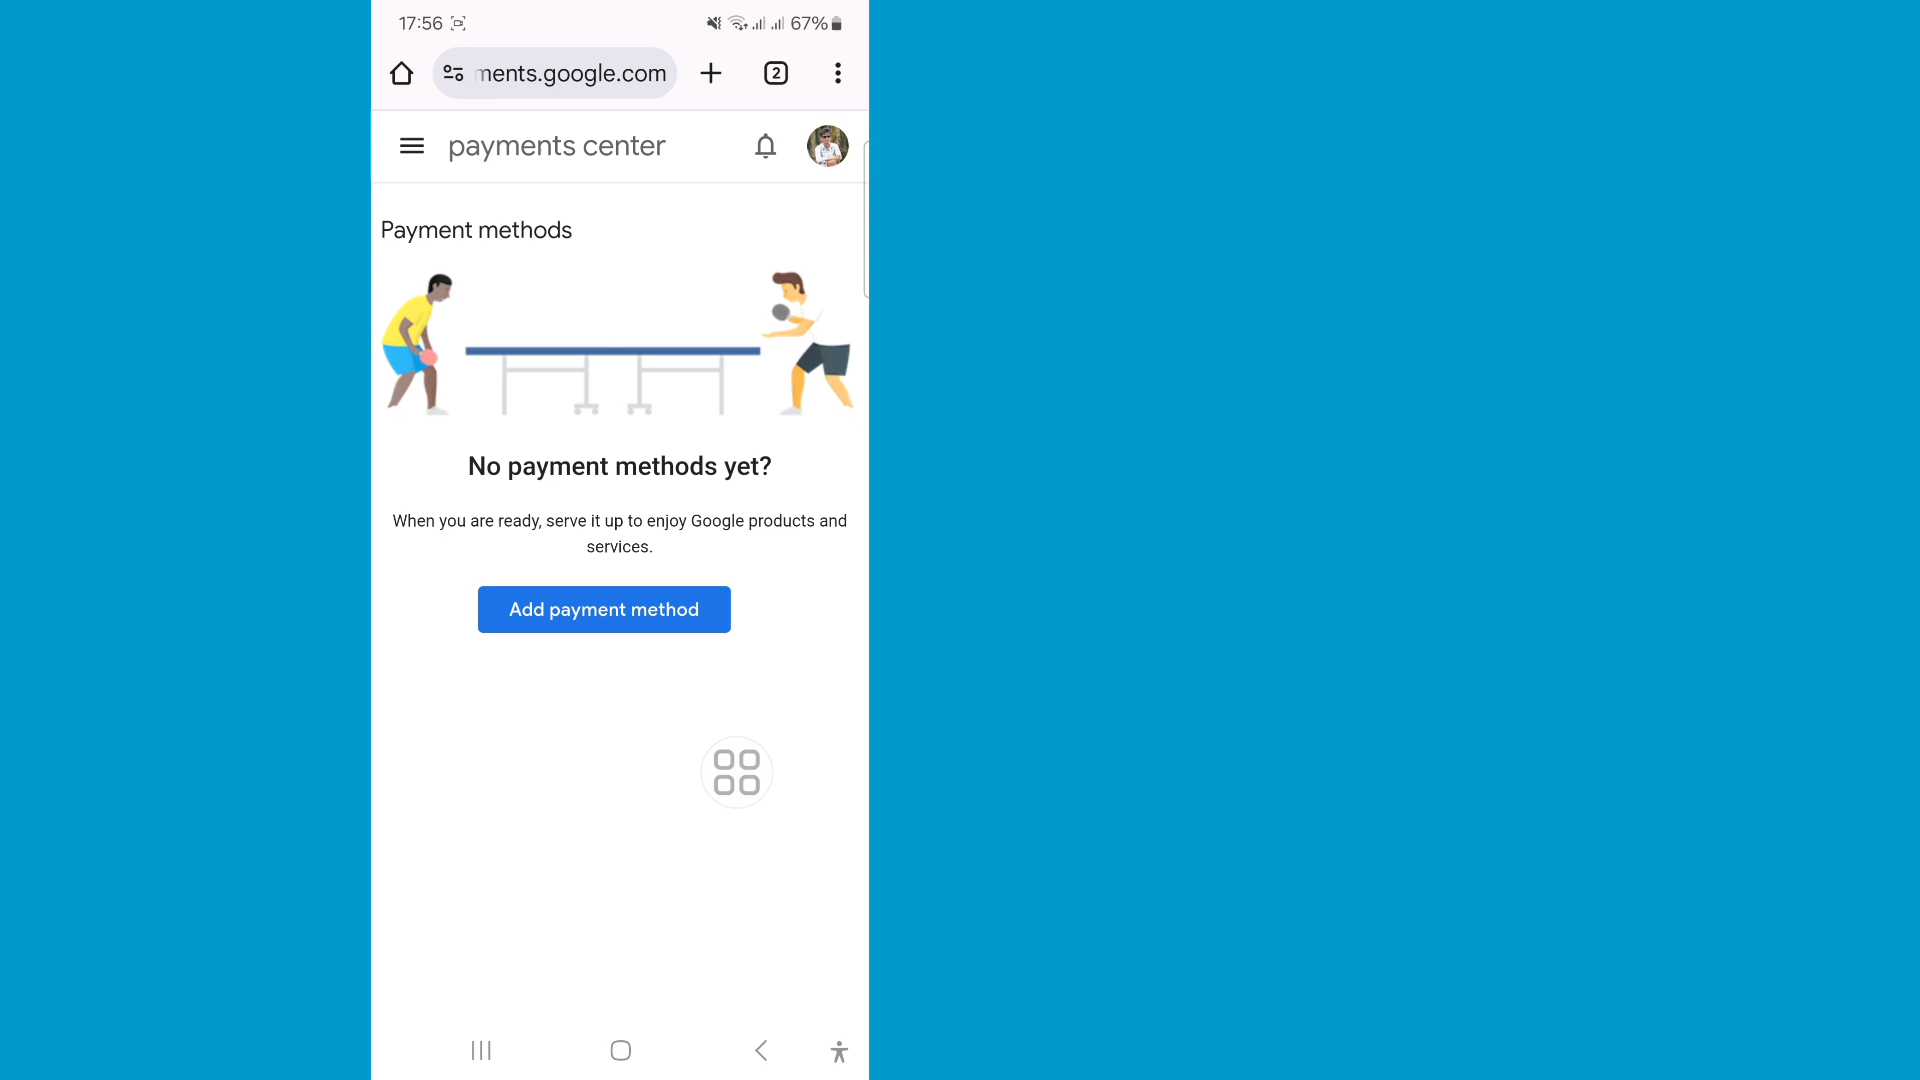 17:56
67%
ments.google.com
2
payments center
Payment methods
No payment methods yet?
When you are ready, serve it up to enjoy Google products and
services.
Add payment method